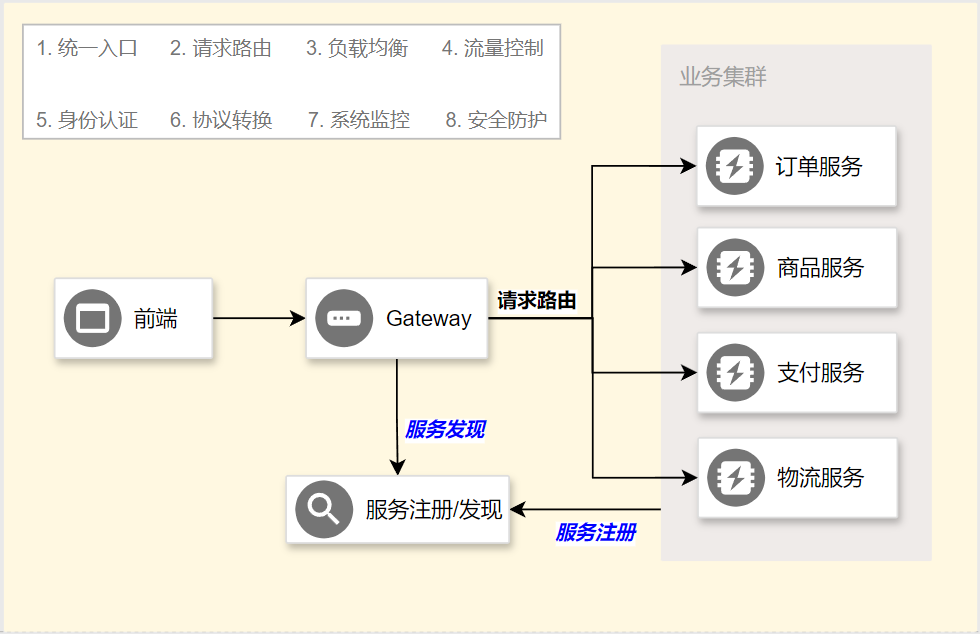 1. 统一入口 2. 请求路由 3. 负载均衡 4. 流量控制
5. 身份认证 6. 协议转换 7. 系统监控 8. 安全防护
业务集群
订单服务
商品服务
请求路由
前端
Gateway
支付服务
服务发现
物流服务
服务注册/发现
服务注册